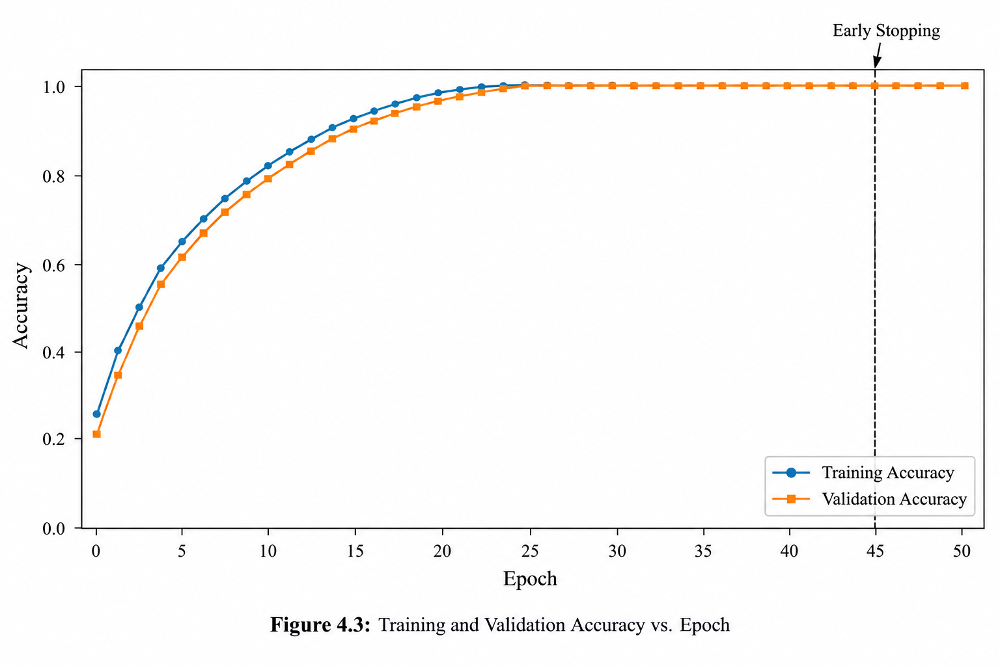 Early Stopping
1.0
0.8
0.6
0.4
0.2
0.0
Accuracy
Training Accuracy
Validation Accuracy
0 5 10 15 20 25 30 35 40 45 50
Epoch
Figure 4.3: Training and Validation Accuracy vs. Epoch